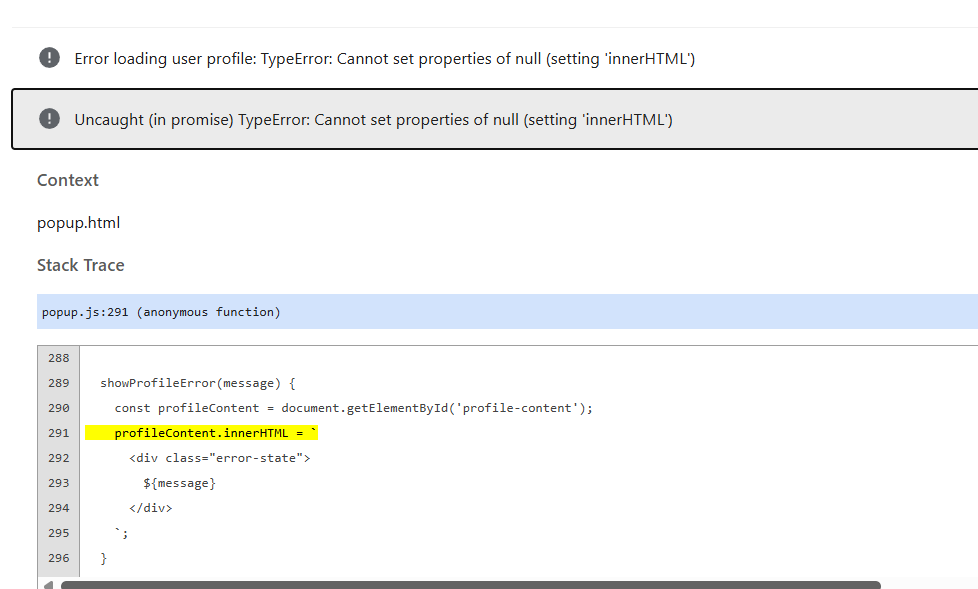 Error loading user profile: TypeError: Cannot set properties of null (setting 'innerHTML')
Uncaught (in promise) TypeError: Cannot set properties of null (setting 'innerHTML')
Context
popup.html
Stack Trace
popup.js:291 (anonymous function)
288
289 showProfileError(message) {
290 const profileContent = document.getElementById('profile-content');
291 profileContent.innerHTML = `
292 <div class="error-state">
293 ${message}
294 </div>
295 `;
296 }